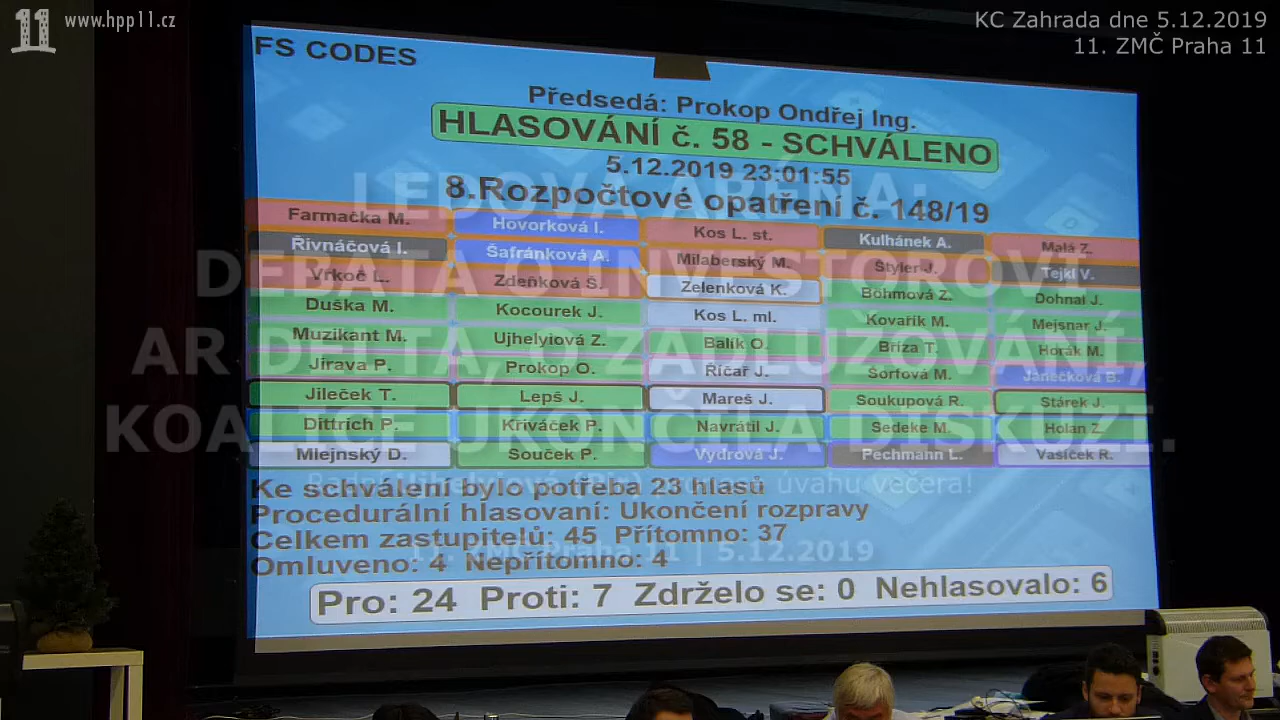 11 www.hpp11.cz
KC Zahrada dne 5.12.2019
11. ZMČ Praha 11
FS CODES
Předsedá: Prokop Ondřej Ing.
HLASOVÁNÍ č. 58 - SCHVÁLENO
5.12.2019 23:01:55
8.Rozpočtové opatření č. 148/19
LEDOVÁ ARÉNA:
DEBATA O INVESTOROVI
AR DELTA, O ZADLUŽOVÁNÍ,
KOALICE UKONČILA DISKUZI.
úvahu večera!
11. ZMČ Praha 11 | 5.12.2019
Farmačka M. Hovorková I. Kos L. st. Kulhánek A. Malá Z.
Řivnáčová I. Šafránková A. Milaberský M. Štyler J. Tejkl V.
Vrkoč L. Zdeňková Š. Zelenková K. Böhmová Z. Dohnal J.
Duška M. Kocourek J. Kos L. ml. Kovařík M. Mejsnar J.
Muzikant M. Ujhelyiová Z. Balík O. Bříza T. Horák M.
Jírava P. Prokop O. Říčař J. Šorfová M. Janečková B.
Jileček T. Lepš J. Mareš J. Soukupová R. Stárek J.
Dittrich P. Křiváček P. Navrátil J. Sedeke M. Holan Z.
Mlejnský D. Souček P. Vydrová J. Pechmann L. Vašíček R.
Ke schválení bylo potřeba 23 hlasů
Procedurální hlasovaní: Ukončení rozpravy
Celkem zastupitelů: 45 Přítomno: 37
Omluveno: 4 Nepřítomno: 4
Pro: 24 Proti: 7 Zdrželo se: 0 Nehlasovalo: 6